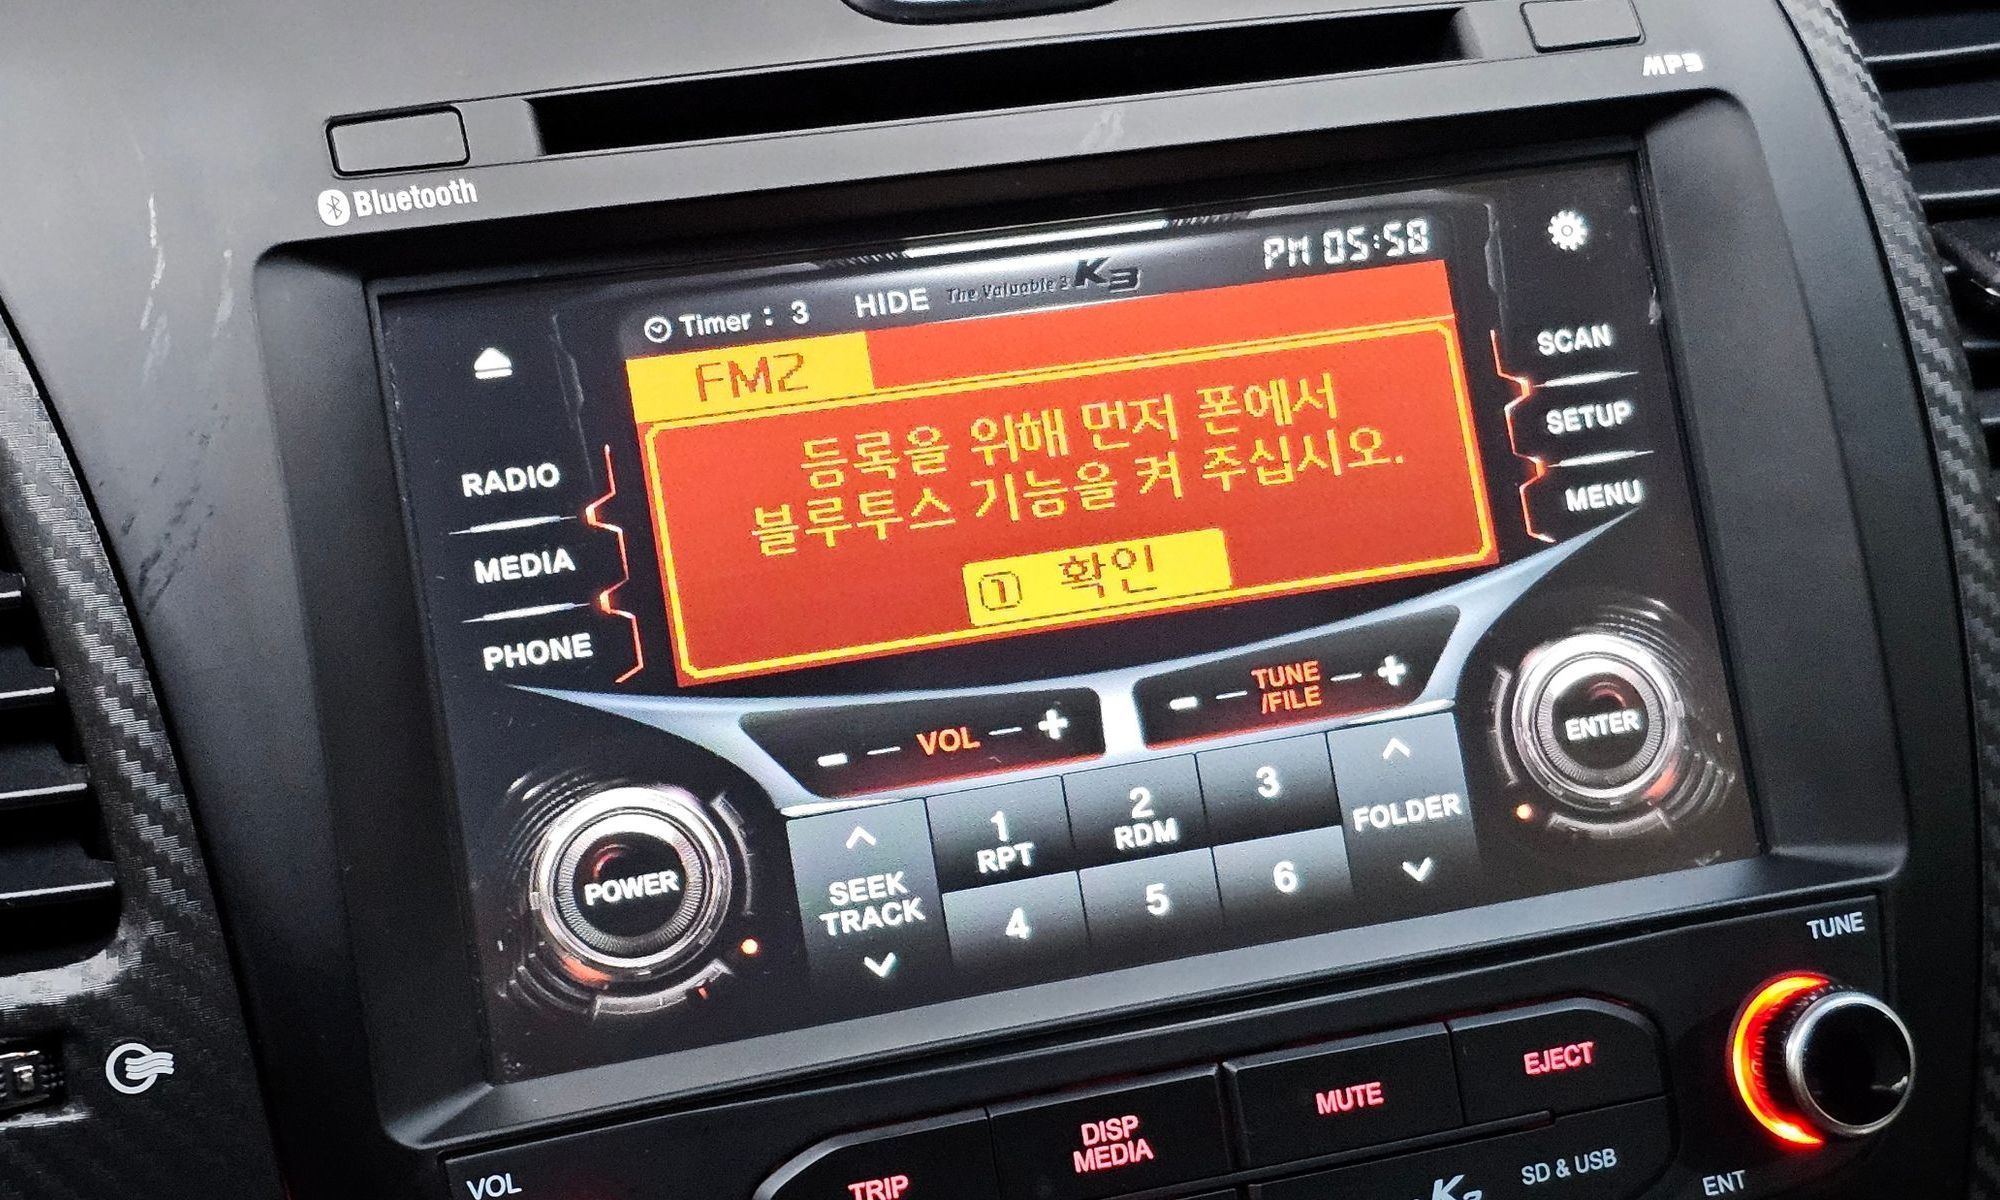 MP3
Bluetooth
PM 05:58
Timer : 3 HIDE The Valuable 3 K3
FM2
SCAN
SETUP
MENU
RADIO
MEDIA
PHONE
등록을 위해 먼저 폰에서
블루투스 기능을 켜 주십시오.
① 확인
- VOL +
- TUNE +
/FILE
POWER
ENTER
SEEK
TRACK
1
RPT
2
RDM
3
4
5
6
FOLDER
TUNE
VOL
TRIP
DISP
MEDIA
MUTE
EJECT
SD & USB
ENT